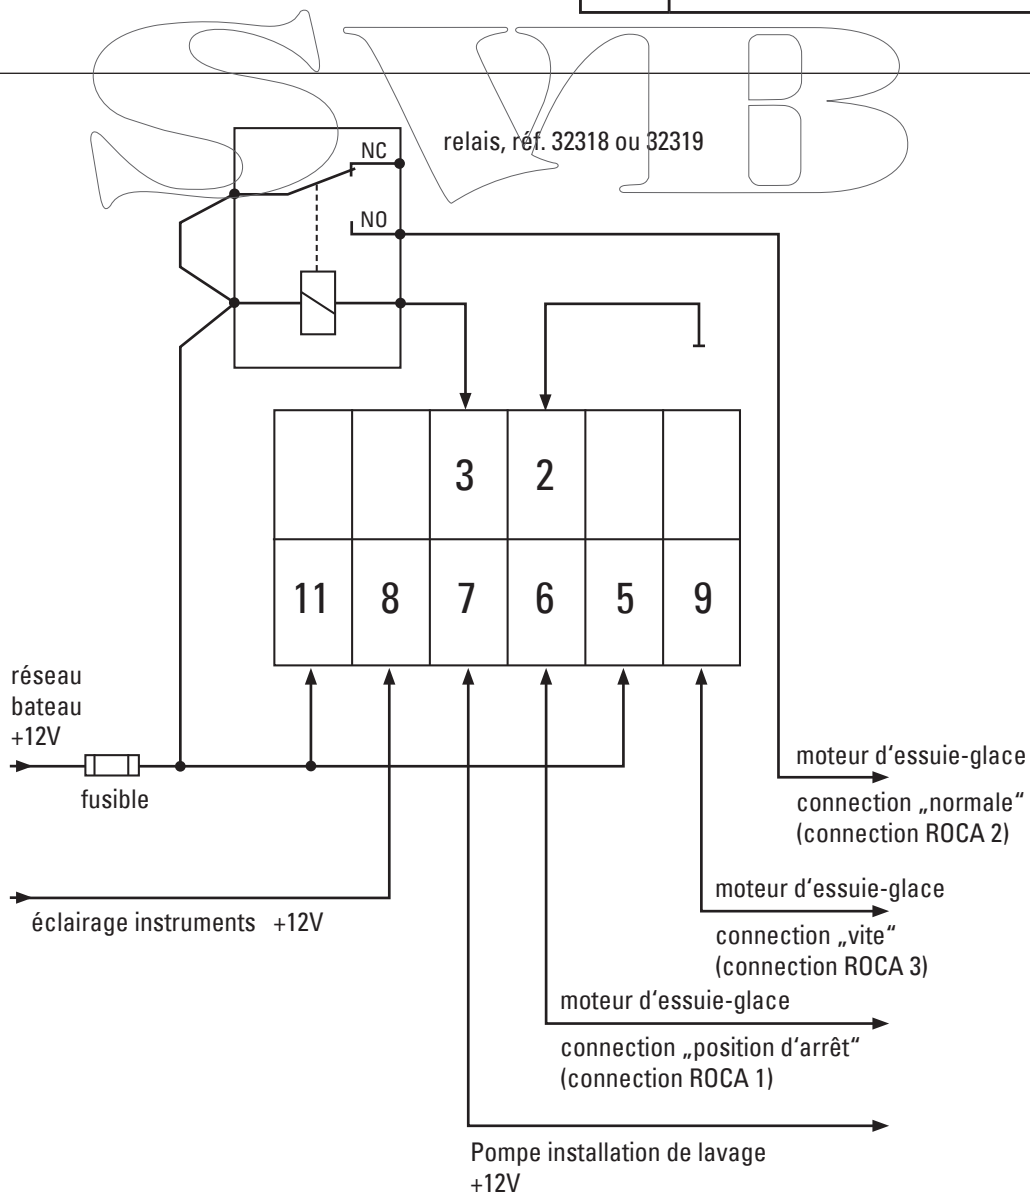 SVB
NC
relais, réf. 32318 ou 32319
NO
3 2
11 8 7 6 5 9
réseau
bateau
+12V
fusible
moteur d‘essuie-glace
connection „normale“
(connection ROCA 2)
éclairage instruments +12V
moteur d‘essuie-glace
connection „vite“
(connection ROCA 3)
moteur d‘essuie-glace
connection „position d‘arrêt“
(connection ROCA 1)
Pompe installation de lavage
+12V